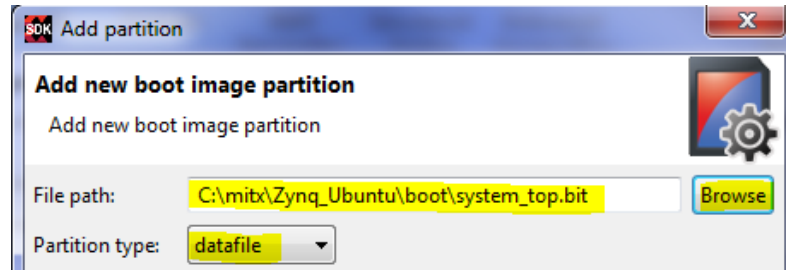 SDK Add partition
Add new boot image partition
Add new boot image partition
File path: C:\mitx\Zynq_Ubuntu\boot\system_top.bit Browse
Partition type: datafile